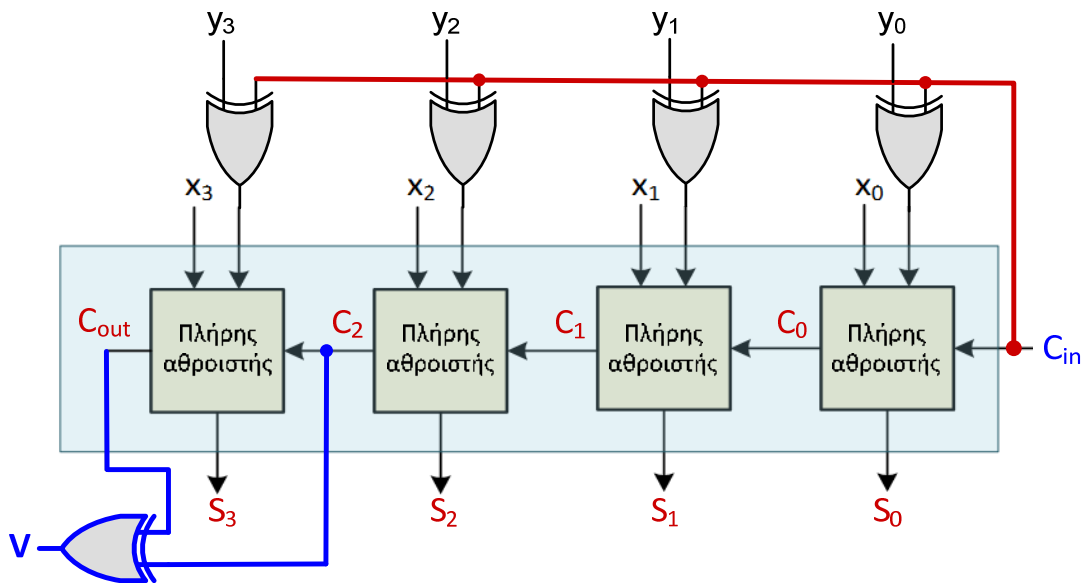 y3 y2 y1 y0
x3 x2 x1 x0
Cout C2 C1 C0 Cin
Πλήρης αθροιστής
Πλήρης αθροιστής
Πλήρης αθροιστής
Πλήρης αθροιστής
S3 S2 S1 S0
V